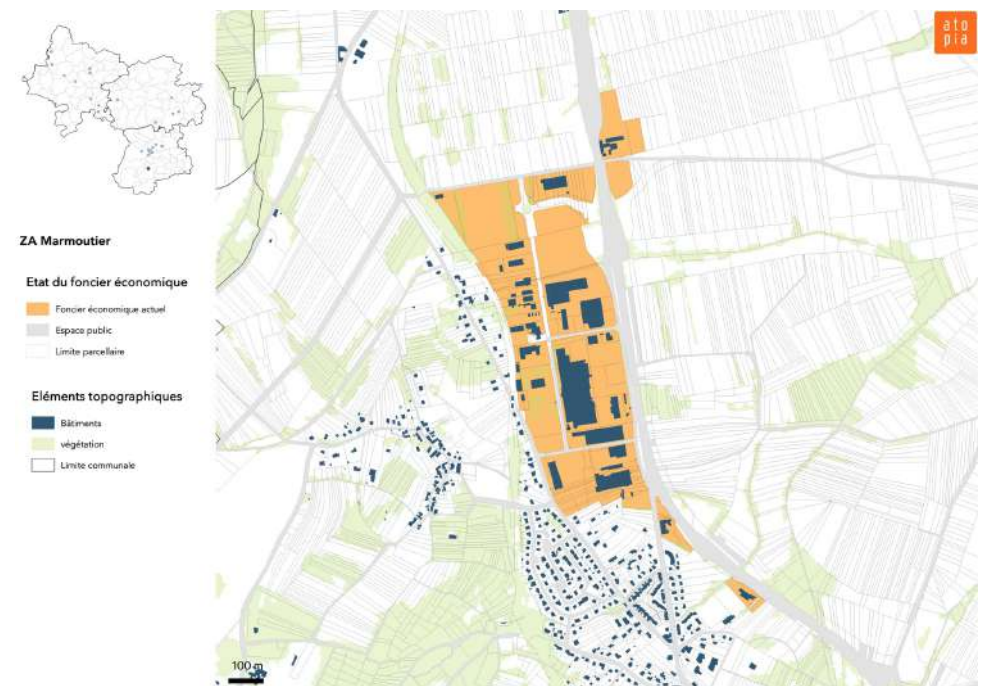 ato
pia
ZA Marmoutier
Etat du foncier économique
Foncier économique actuel
Espace public
Limite parcellaire
Eléments topographiques
Bâtiments
végétation
Limite communale
100 m